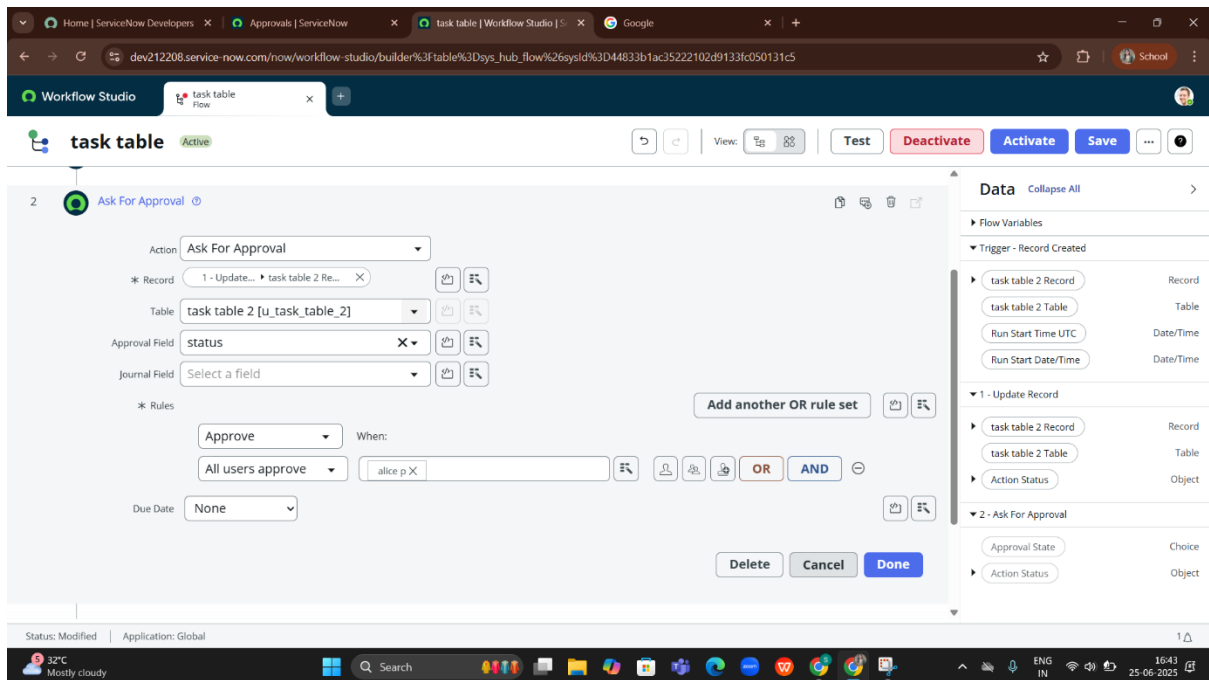 Home | ServiceNow Developers
Approvals | ServiceNow
task table | Workflow Studio | S
Google
dev212208.service-now.com/now/workflow-studio/builder%3Ftable%3Dsys_hub_flow%26sysId%3D44833b1ac35222102d9133fc050131c5
School
Workflow Studio
task table
Flow
task table
Active
View:
Test
Deactivate
Activate
Save
2
Ask For Approval
Action
Ask For Approval
* Record
1 - Update... ▸ task table 2 Re...
Table
task table 2 [u_task_table_2]
Approval Field
status
Journal Field
Select a field
* Rules
Add another OR rule set
Approve
When:
All users approve
alice p
OR
AND
Due Date
None
Delete
Cancel
Done
Data
Collapse All
Flow Variables
Trigger - Record Created
task table 2 Record
Record
task table 2 Table
Table
Run Start Time UTC
Date/Time
Run Start Date/Time
Date/Time
1 - Update Record
task table 2 Record
Record
task table 2 Table
Table
Action Status
Object
2 - Ask For Approval
Approval State
Choice
Action Status
Object
Status: Modified | Application: Global
1
5
32°C
Mostly cloudy
Search
ENG
IN
16:43
25-06-2025